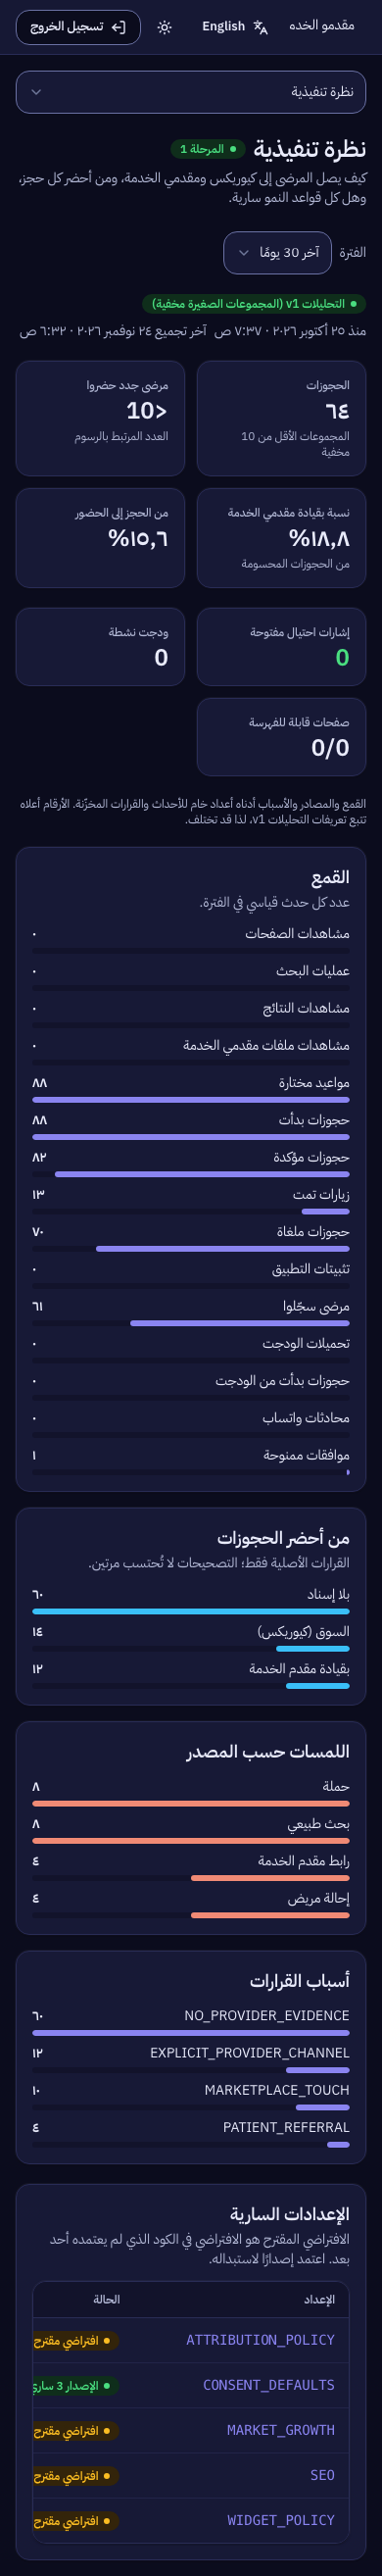 مقدمو الخده
English
تسجيل الخروج
نظرة تنفيذية
نظرة تنفيذية
المرحلة 1
كيف يصل المرضى إلى كيوريكس ومقدمي الخدمة، ومن أحضر كل حجز،
وهل كل قواعد النمو سارية.
الفترة
آخر 30 يومًا
التحليلات v1 (المجموعات الصغيرة مخفية)
منذ ٢٥ أكتوبر ٢٠٢٦ · ٧:٣٧ ص آخر تجميع ٢٤ نوفمبر ٢٠٢٦ · ٦:٣٢ ص
الحجوزات
٦٤
المجموعات الأقل من 10
مخفية
مرضى جدد حضروا
<10
العدد المرتبط بالرسوم
نسبة بقيادة مقدمي الخدمة
١٨,٨%
من الحجوزات المحسومة
من الحجز إلى الحضور
١٥,٦%
إشارات احتيال مفتوحة
0
ودجت نشطة
0
صفحات قابلة للفهرسة
0/0
القمع والمصادر والأسباب أدناه أعداد خام للأحداث والقرارات المخزّنة. الأرقام أعلاه
تتبع تعريفات التحليلات v1، لذا قد تختلف.
القمع
عدد كل حدث قياسي في الفترة.
مشاهدات الصفحات ٠
عمليات البحث ٠
مشاهدات النتائج ٠
مشاهدات ملفات مقدمي الخدمة ٠
مواعيد مختارة ٨٨
حجوزات بدأت ٨٨
حجوزات مؤكدة ٨٢
زيارات تمت ١٣
حجوزات ملغاة ٧٠
تثبيتات التطبيق ٠
مرضى سجّلوا ٦١
تحميلات الودجت ٠
حجوزات بدأت من الودجت ٠
محادثات واتساب ٠
موافقات ممنوحة ١
من أحضر الحجوزات
القرارات الأصلية فقط؛ التصحيحات لا تُحتسب مرتين.
بلا إسناد ٦٠
السوق (كيوريكس) ١٤
بقيادة مقدم الخدمة ١٢
اللمسات حسب المصدر
حملة ٨
بحث طبيعي ٨
رابط مقدم الخدمة ٤
إحالة مريض ٤
أسباب القرارات
NO_PROVIDER_EVIDENCE ٦٠
EXPLICIT_PROVIDER_CHANNEL ١٢
MARKETPLACE_TOUCH ١٠
PATIENT_REFERRAL ٤
الإعدادات السارية
الافتراضي المقترح هو الافتراضي في الكود الذي لم يعتمده أحد
بعد. اعتمد إصدارًا لاستبداله.
الإعداد الحالة
ATTRIBUTION_POLICY افتراضي مقترح
CONSENT_DEFAULTS الإصدار 3 ساري
MARKET_GROWTH افتراضي مقترح
SEO افتراضي مقترح
WIDGET_POLICY افتراضي مقترح